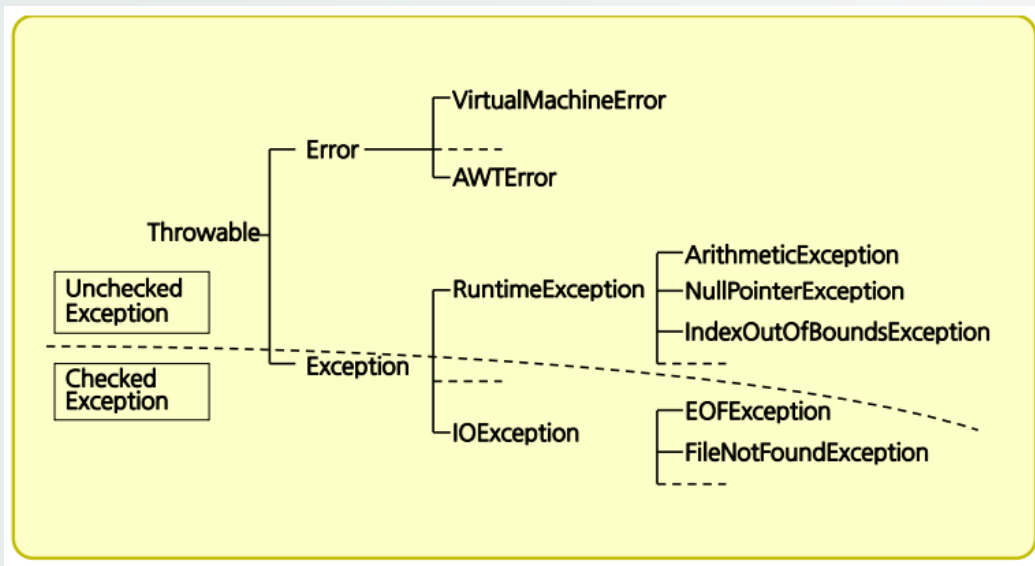 VirtualMachineError
Error
AWTError
Throwable
ArithmeticException
Unchecked
Exception
RuntimeException
NullPointerException
IndexOutOfBoundsException
Checked
Exception
Exception
EOFException
IOException
FileNotFoundException